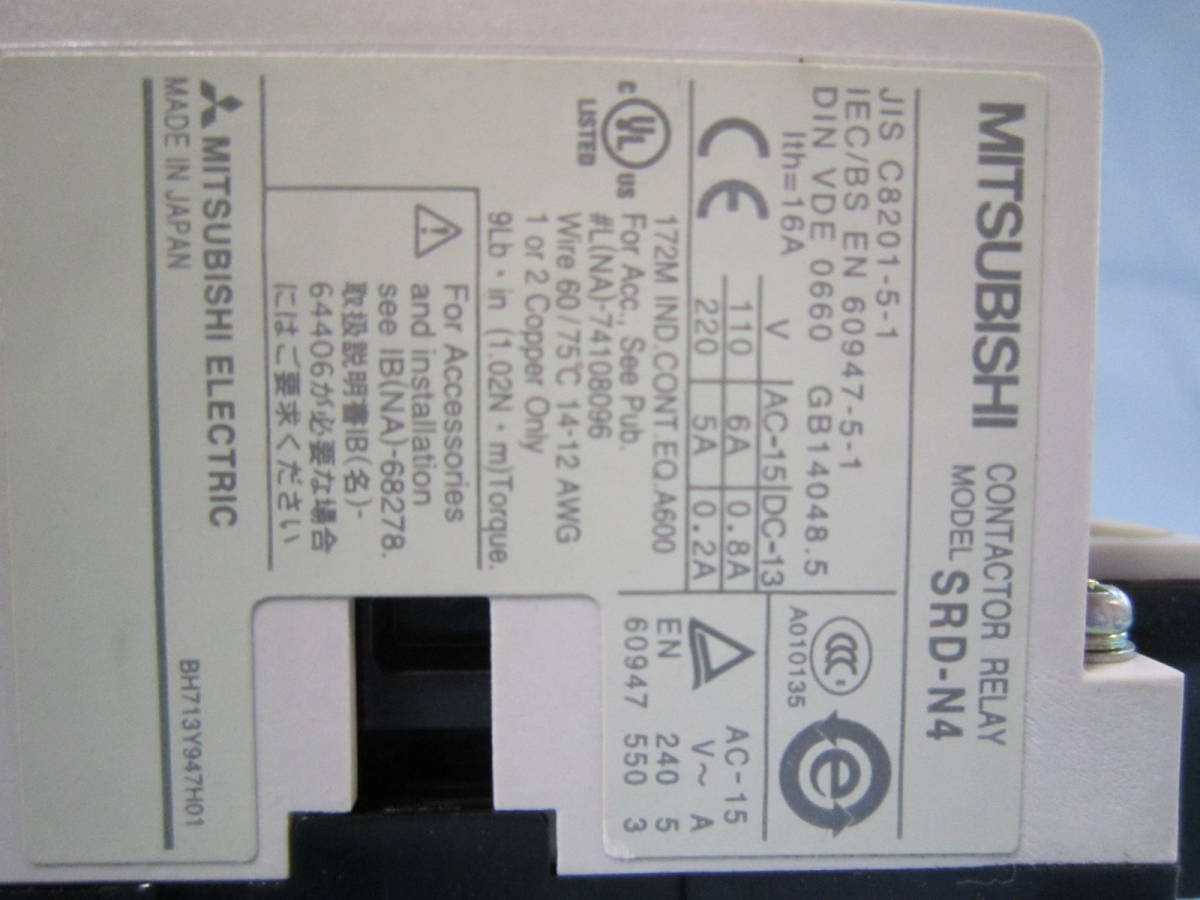 MITSUBISHI CONTACTOR RELAY
MODEL SRD-N4
JIS C8201-5-1
IEC/BS EN 60947-5-1
DIN VDE 0660 GB14048.5
Ith=16A
V AC-15 DC-13
110 6A 0.8A
220 5A 0.2A
CE
CCC
A010135
e
AC-15
V~ A
EN 240 5
60947 550 3
c UL us
LISTED
172M IND.CONT.EQ.A600
For Acc., See Pub.
#L(NA)-74108096
Wire 60/75℃ 14-12 AWG
1 or 2 Copper Only
9Lb・in (1.02N・m)Torque.
For Accessories
and installation
see IB(NA)-68278.
取扱説明書IB(名)-
64406が必要な場合
にはご要求ください
MITSUBISHI ELECTRIC
MADE IN JAPAN
BH713Y947H01